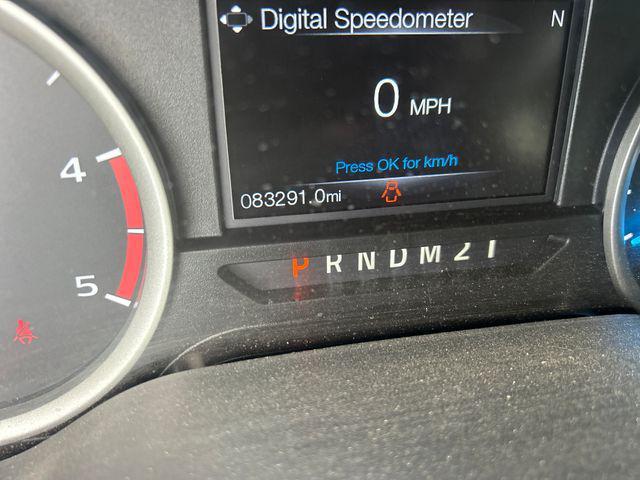 Digital Speedometer N
0 MPH
Press OK for km/h
083291.0mi
P R N D M 2 1
4
5